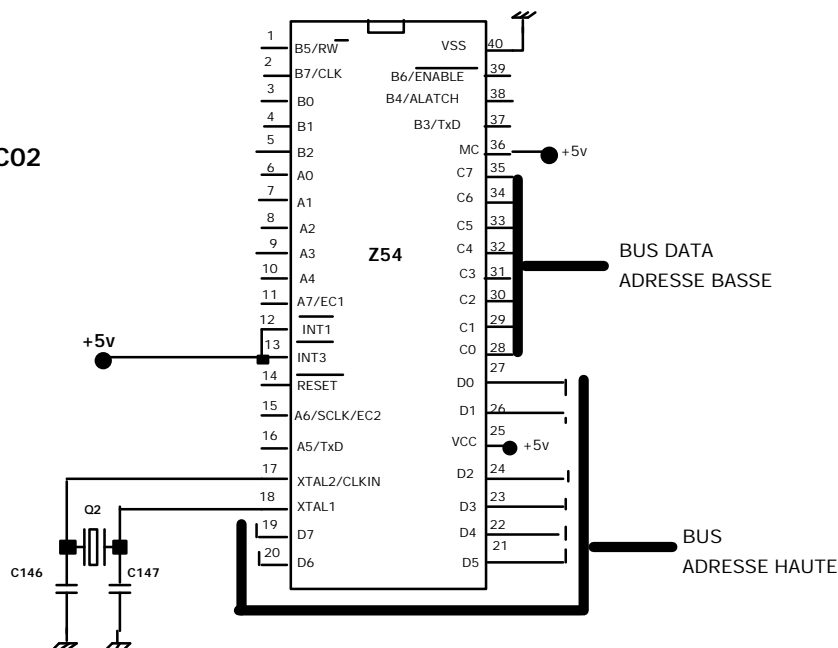 C02
1
B5/RW
2
B7/CLK
3
B0
4
B1
5
B2
6
A0
7
A1
8
A2
9
A3
10
A4
11
A7/EC1
12
INT1
13
INT3
14
RESET
15
A6/SCLK/EC2
16
A5/TxD
17
XTAL2/CLKIN
18
XTAL1
19
D7
20
D6
Z54
+5v
Q2
C146
C147
VSS
40
B6/ENABLE
39
B4/ALATCH
38
B3/TxD
37
MC
36
+5v
C7
35
C6
34
C5
33
C4
32
C3
31
C2
30
C1
29
C0
28
D0
27
D1
26
VCC
25
+5v
D2
24
D3
23
D4
22
D5
21
BUS DATA
ADRESSE BASSE
BUS
ADRESSE HAUTE